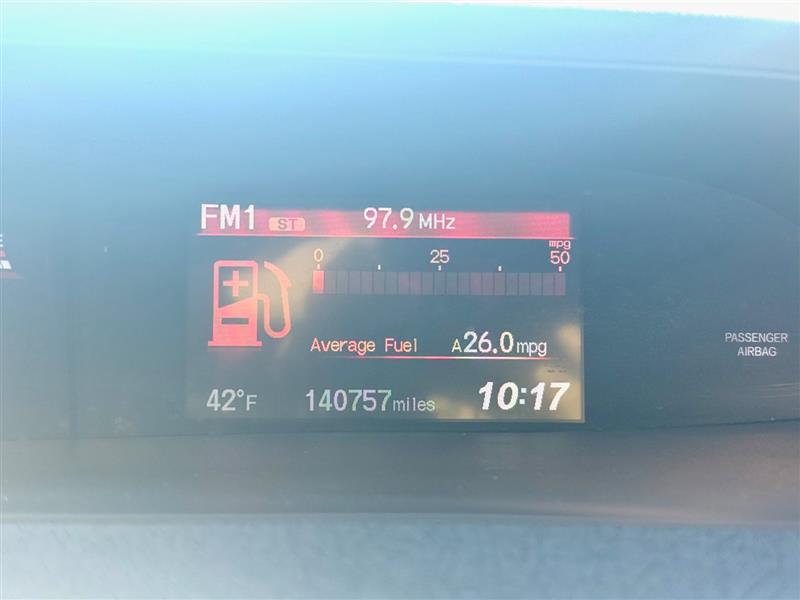 FM1 ST 97.9 MHz
mpg
0 25 50
Average Fuel A 26.0 mpg
PASSENGER
AIRBAG
42°F 140757 miles 10:17